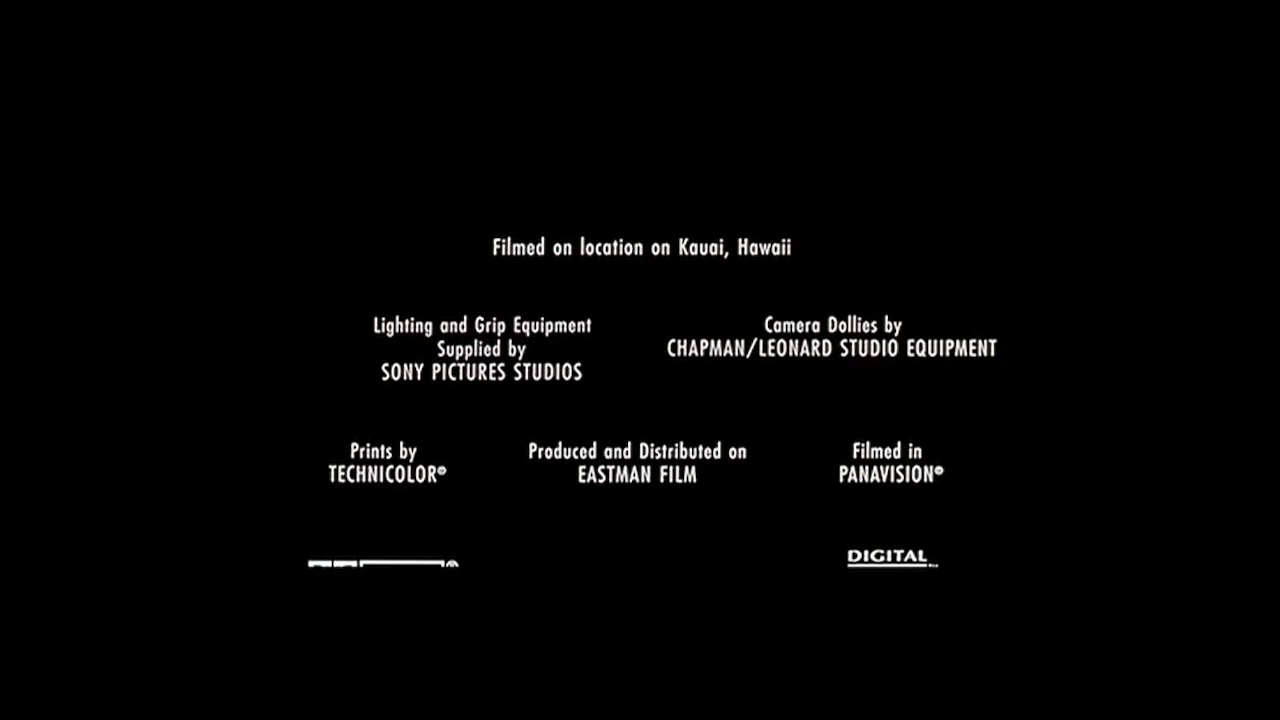 Filmed on location on Kauai, Hawaii
Lighting and Grip Equipment
Supplied by
SONY PICTURES STUDIOS
Camera Dollies by
CHAPMAN/LEONARD STUDIO EQUIPMENT
Prints by
TECHNICOLOR®
Produced and Distributed on
EASTMAN FILM
Filmed in
PANAVISION®
DIGITAL